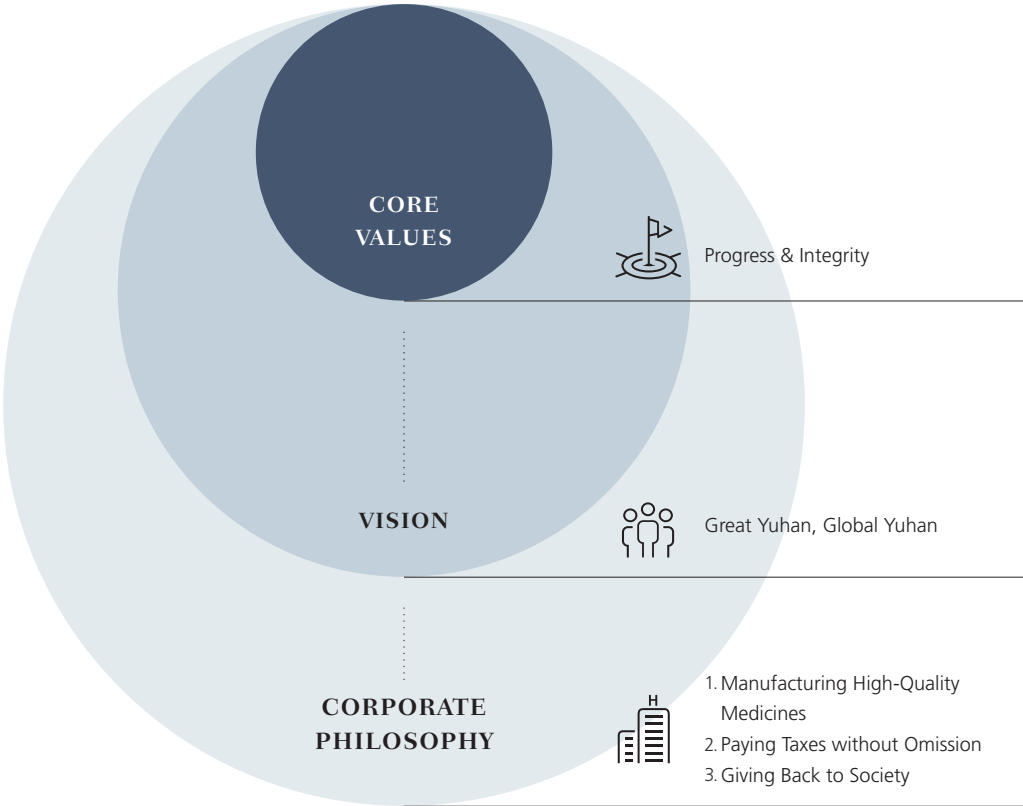 CORE
VALUES
Progress & Integrity
VISION
Great Yuhan, Global Yuhan
CORPORATE
PHILOSOPHY
H
1. Manufacturing High-Quality
Medicines
2. Paying Taxes without Omission
3. Giving Back to Society